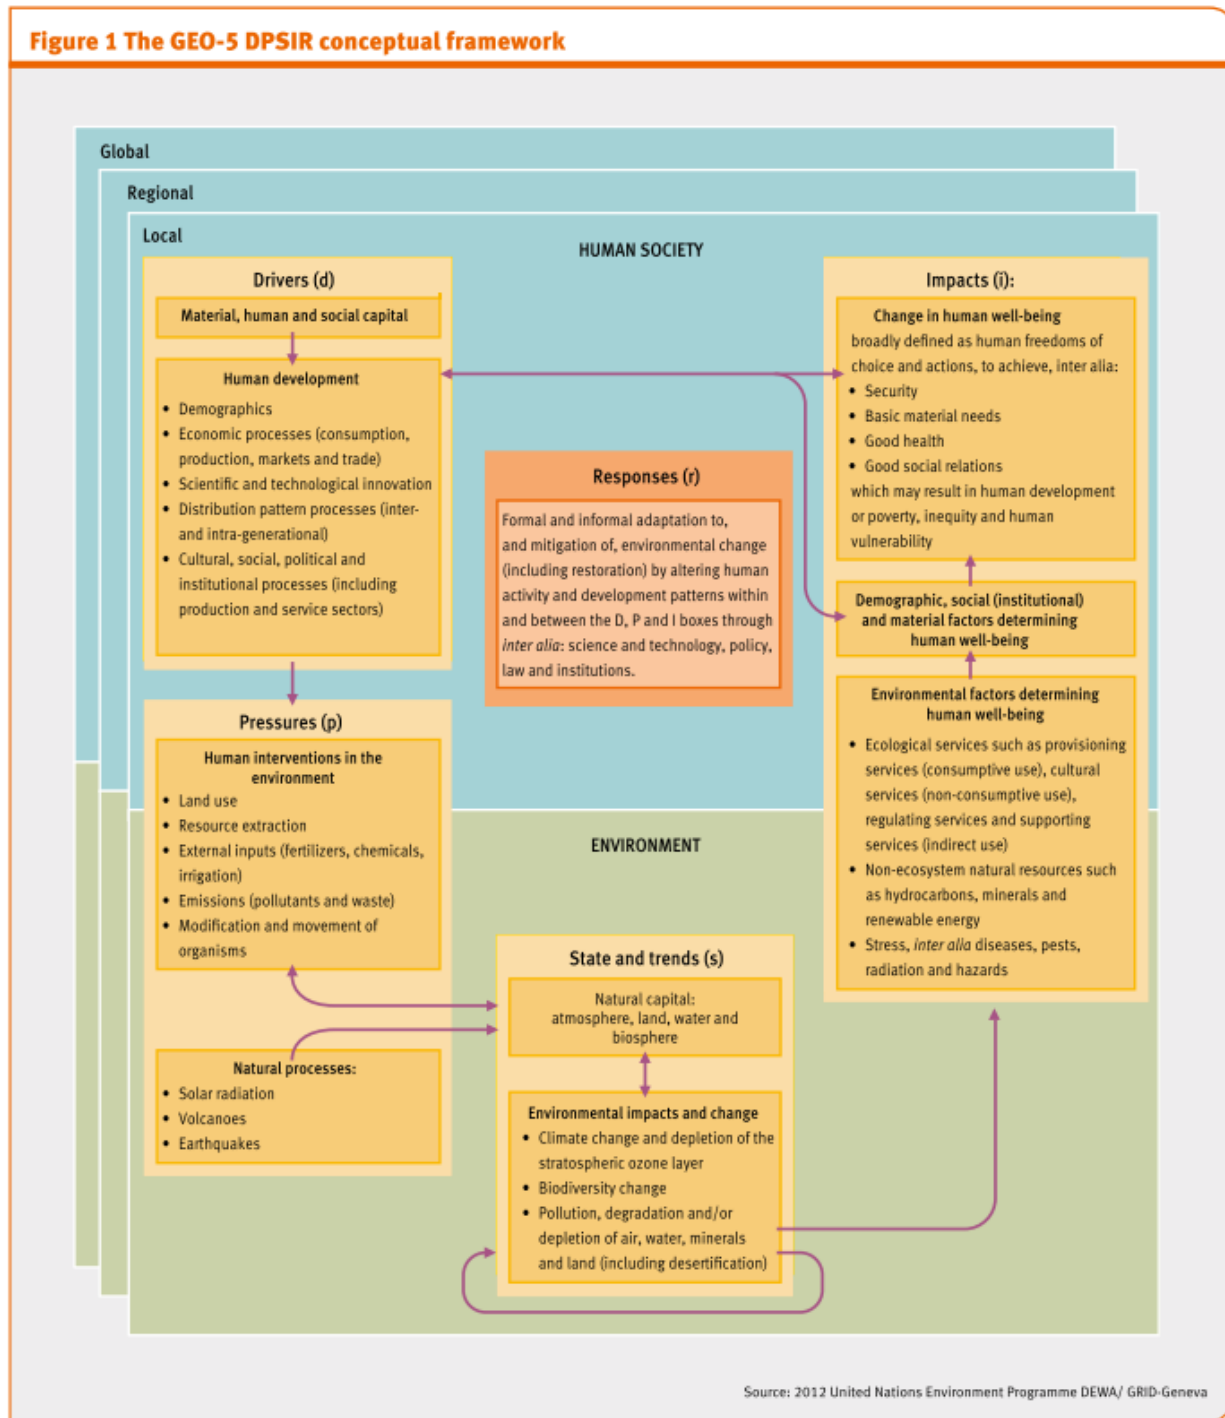 Figure 1 The GEO-5 DPSIR conceptual framework
Global
Regional
Local
HUMAN SOCIETY
Drivers (d)
Material, human and social capital
Human development
• Demographics
• Economic processes (consumption,
production, markets and trade)
• Scientific and technological innovation
• Distribution pattern processes (inter-
and intra-generational)
• Cultural, social, political and
institutional processes (including
production and service sectors)
Pressures (p)
Human interventions in the
environment
• Land use
• Resource extraction
• External inputs (fertilizers, chemicals,
irrigation)
• Emissions (pollutants and waste)
• Modification and movement of
organisms
Natural processes:
• Solar radiation
• Volcanoes
• Earthquakes
Responses (r)
Formal and informal adaptation to,
and mitigation of, environmental change
(including restoration) by altering human
activity and development patterns within
and between the D, P and I boxes through
inter alia: science and technology, policy,
law and institutions.
ENVIRONMENT
State and trends (s)
Natural capital:
atmosphere, land, water and
biosphere
Environmental impacts and change
• Climate change and depletion of the
stratospheric ozone layer
• Biodiversity change
• Pollution, degradation and/or
depletion of air, water, minerals
and land (including desertification)
Impacts (i):
Change in human well-being
broadly defined as human freedoms of
choice and actions, to achieve, inter alia:
• Security
• Basic material needs
• Good health
• Good social relations
which may result in human development
or poverty, inequity and human
vulnerability
Demographic, social (institutional)
and material factors determining
human well-being
Environmental factors determining
human well-being
• Ecological services such as provisioning
services (consumptive use), cultural
services (non-consumptive use),
regulating services and supporting
services (indirect use)
• Non-ecosystem natural resources such
as hydrocarbons, minerals and
renewable energy
• Stress, inter alia diseases, pests,
radiation and hazards
Source: 2012 United Nations Environment Programme DEWA/ GRID-Geneva